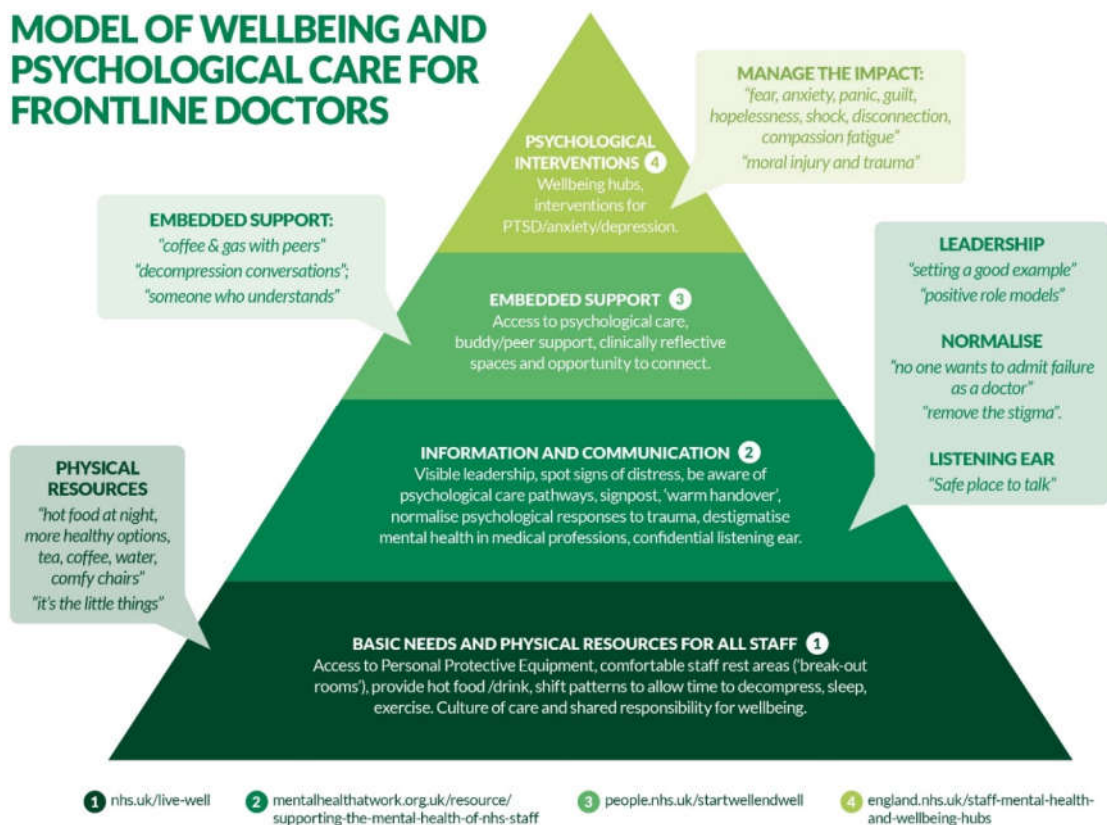 MODEL OF WELLBEING AND
PSYCHOLOGICAL CARE FOR
FRONTLINE DOCTORS
MANAGE THE IMPACT:
"fear, anxiety, panic, guilt,
hopelessness, shock, disconnection,
compassion fatigue"
"moral injury and trauma"
PSYCHOLOGICAL
INTERVENTIONS 4
Wellbeing hubs,
interventions for
PTSD/anxiety/depression.
EMBEDDED SUPPORT:
"coffee & gas with peers"
"decompression conversations";
"someone who understands"
LEADERSHIP
"setting a good example"
"positive role models"
NORMALISE
"no one wants to admit failure
as a doctor"
"remove the stigma".
LISTENING EAR
"Safe place to talk"
EMBEDDED SUPPORT 3
Access to psychological care,
buddy/peer support, clinically reflective
spaces and opportunity to connect.
INFORMATION AND COMMUNICATION 2
Visible leadership, spot signs of distress, be aware of
psychological care pathways, signpost, 'warm handover',
normalise psychological responses to trauma, destigmatise
mental health in medical professions, confidential listening ear.
PHYSICAL
RESOURCES
"hot food at night,
more healthy options,
tea, coffee, water,
comfy chairs"
"it's the little things"
BASIC NEEDS AND PHYSICAL RESOURCES FOR ALL STAFF 1
Access to Personal Protective Equipment, comfortable staff rest areas ('break-out
rooms'), provide hot food /drink, shift patterns to allow time to decompress, sleep,
exercise. Culture of care and shared responsibility for wellbeing.
1 nhs.uk/live-well
2 mentalhealthatwork.org.uk/resource/
supporting-the-mental-health-of-nhs-staff
3 people.nhs.uk/startwellendwell
4 england.nhs.uk/staff-mental-health-
and-wellbeing-hubs